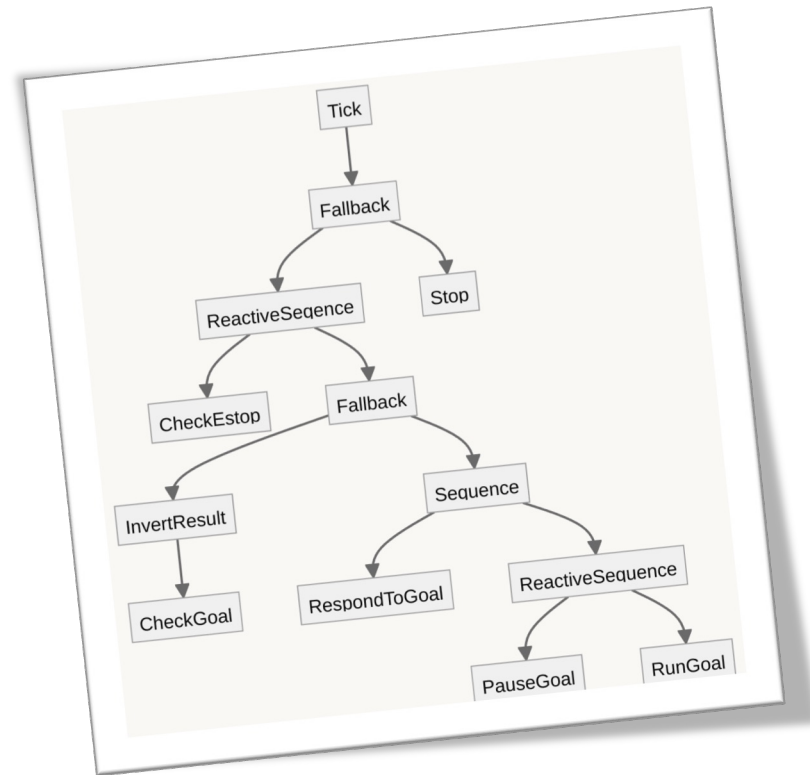 Tick
Fallback
ReactiveSeqence
Stop
CheckEstop
Fallback
InvertResult
Sequence
CheckGoal
RespondToGoal
ReactiveSequence
PauseGoal
RunGoal